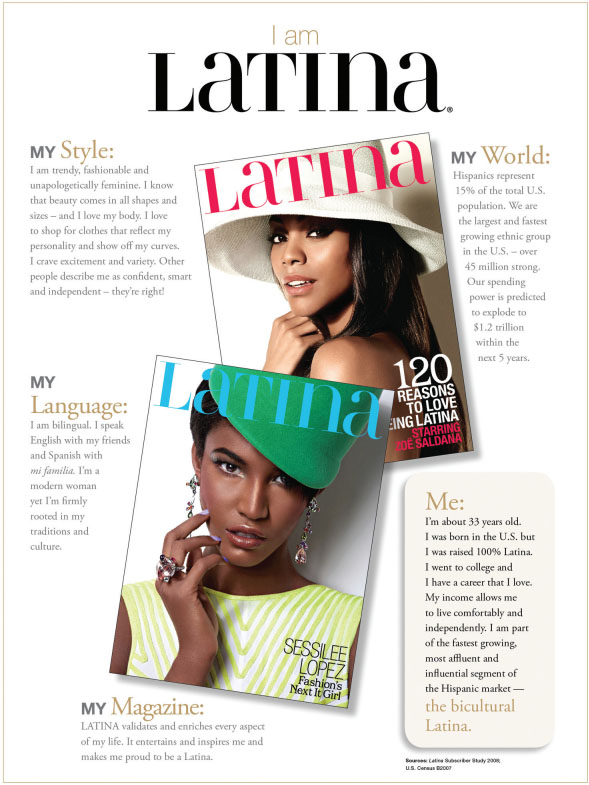 I am
LaTINa®
MY Style:
I am trendy, fashionable and
unapologetically feminine. I know
that beauty comes in all shapes and
sizes – and I love my body. I love
to shop for clothes that reflect my
personality and show off my curves.
I crave excitement and variety. Other
people describe me as confident, smart
and independent – they’re right!
LaTINa
120
REASONS
TO LOVE
EING LATINA
STARRING
ZOE SALDANA
MY World:
Hispanics represent
15% of the total U.S.
population. We are
the largest and fastest
growing ethnic group
in the U.S. – over
45 million strong.
Our spending
power is predicted
to explode to
$1.2 trillion
within the
next 5 years.
MY
Language:
I am bilingual. I speak
English with my friends
and Spanish with
mi familia. I’m a
modern woman
yet I’m firmly
rooted in my
traditions and
culture.
LaTINa
SESSILEE
LOPEZ
Fashion’s
Next It Girl
Me:
I’m about 33 years old.
I was born in the U.S. but
I was raised 100% Latina.
I went to college and
I have a career that I love.
My income allows me
to live comfortably and
independently. I am part
of the fastest growing,
most affluent and
influential segment of
the Hispanic market —
the bicultural
Latina.
MY Magazine:
LATINA validates and enriches every aspect
of my life. It entertains and inspires me and
makes me proud to be a Latina.
Sources: Latina Subscriber Study 2008;
U.S. Census B2007